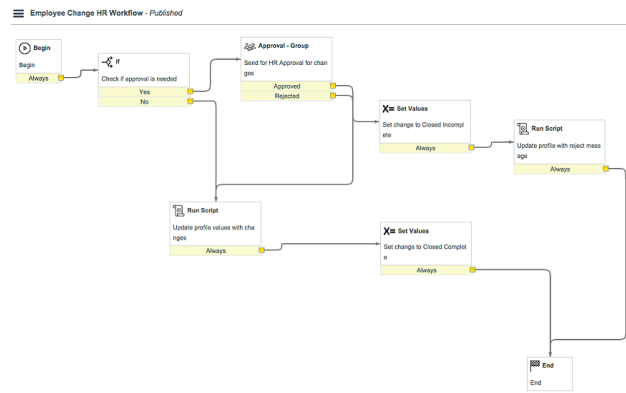 Employee Change HR Workflow - Published
Begin
Begin
Always
If
Check if approval is needed
Yes
No
Approval - Group
Send for HR Approval for chan
ges
Approved
Rejected
Set Values
Set change to Closed Incompl
ete
Always
Run Script
Update profile with reject mess
age
Always
Run Script
Update profile values with cha
nges
Always
Set Values
Set change to Closed Complet
e
Always
End
End